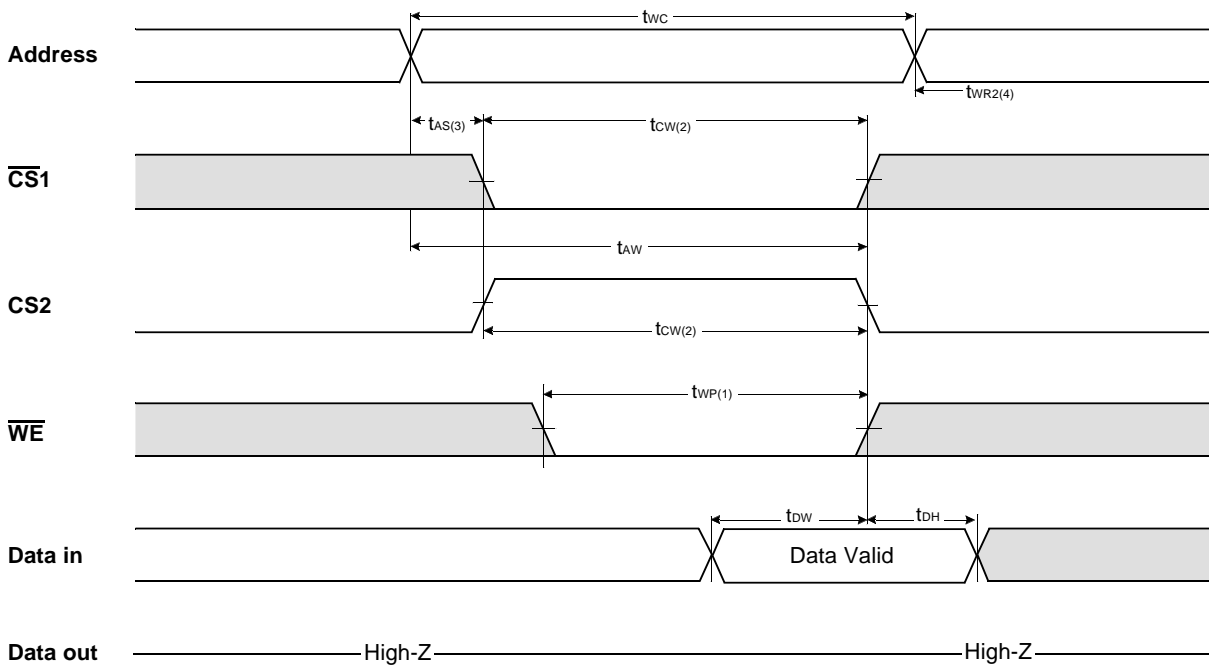 tWC
Address
tWR2(4)
tAS(3)
tCW(2)
CS1
tAW
CS2
tCW(2)
tWP(1)
WE
tDW
tDH
Data in
Data Valid
Data out
High-Z
High-Z